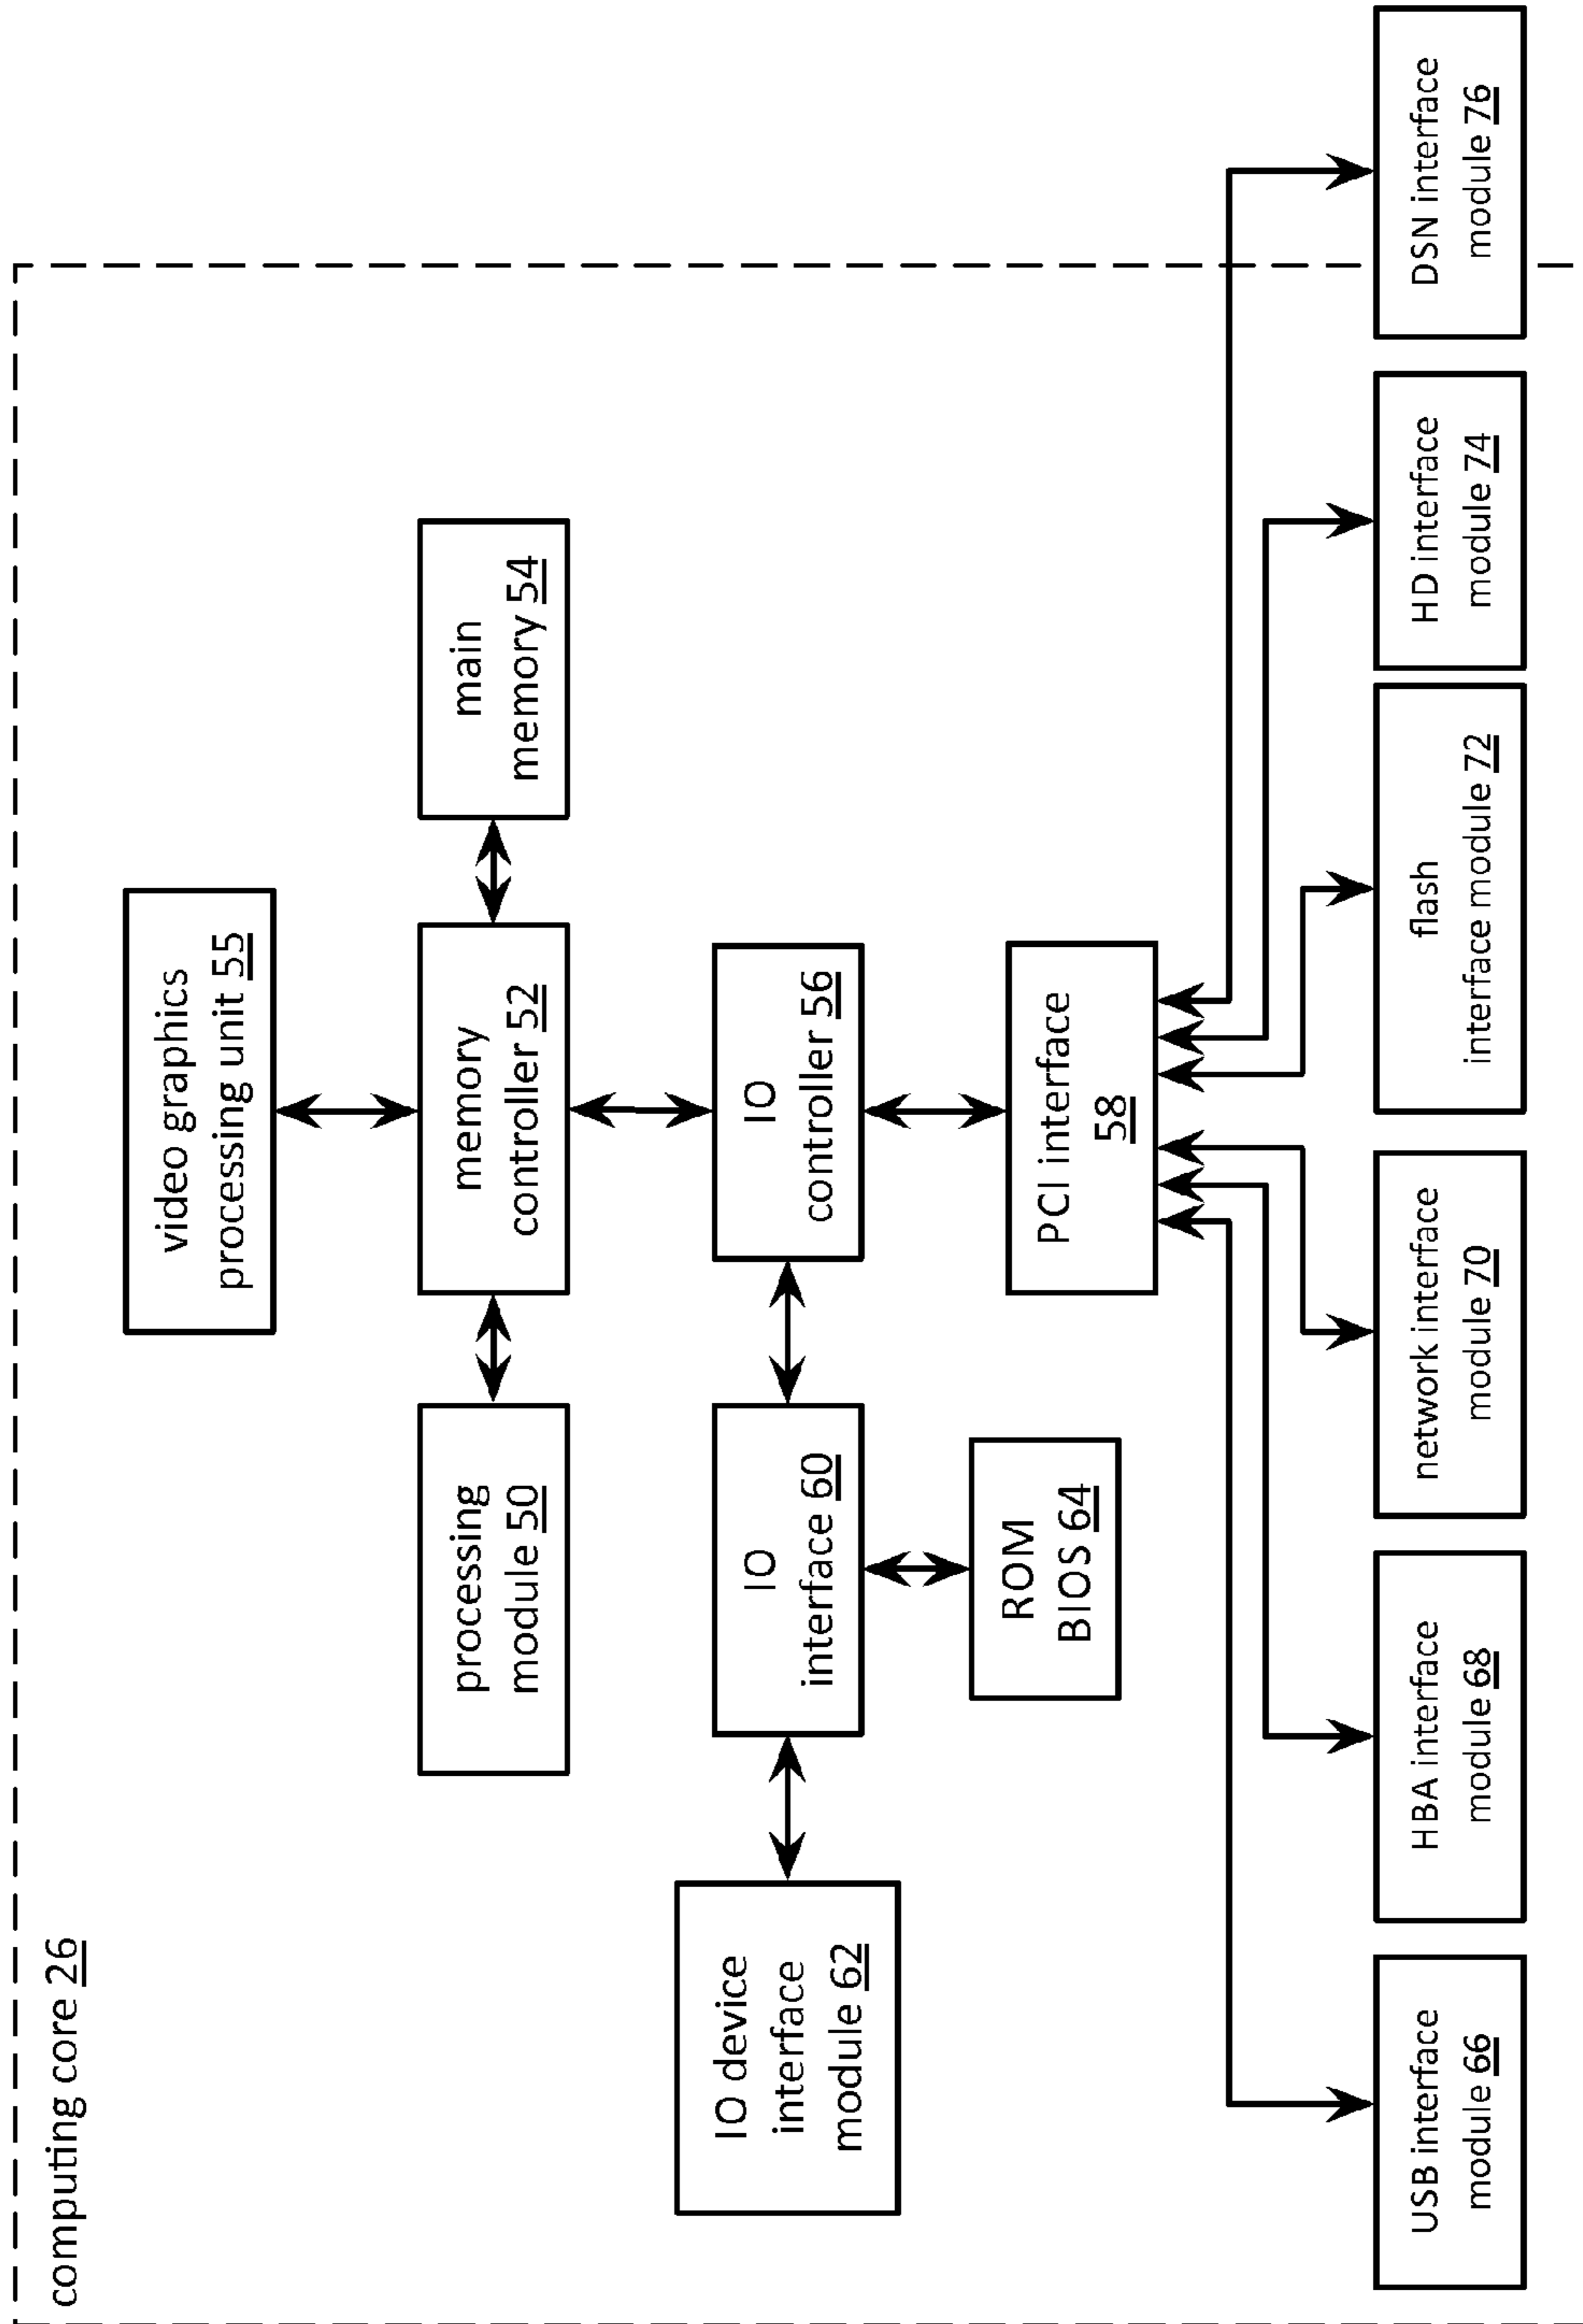 computing core 26
video graphics
processing unit 55
processing
module 50
memory
controller 52
main
memory 54
IO device
interface
module 62
IO
interface 60
IO
controller 56
ROM
BIOS 64
PCI interface
58
USB interface
module 66
HBA interface
module 68
network interface
module 70
flash
interface module 72
HD interface
module 74
DSN interface
module 76